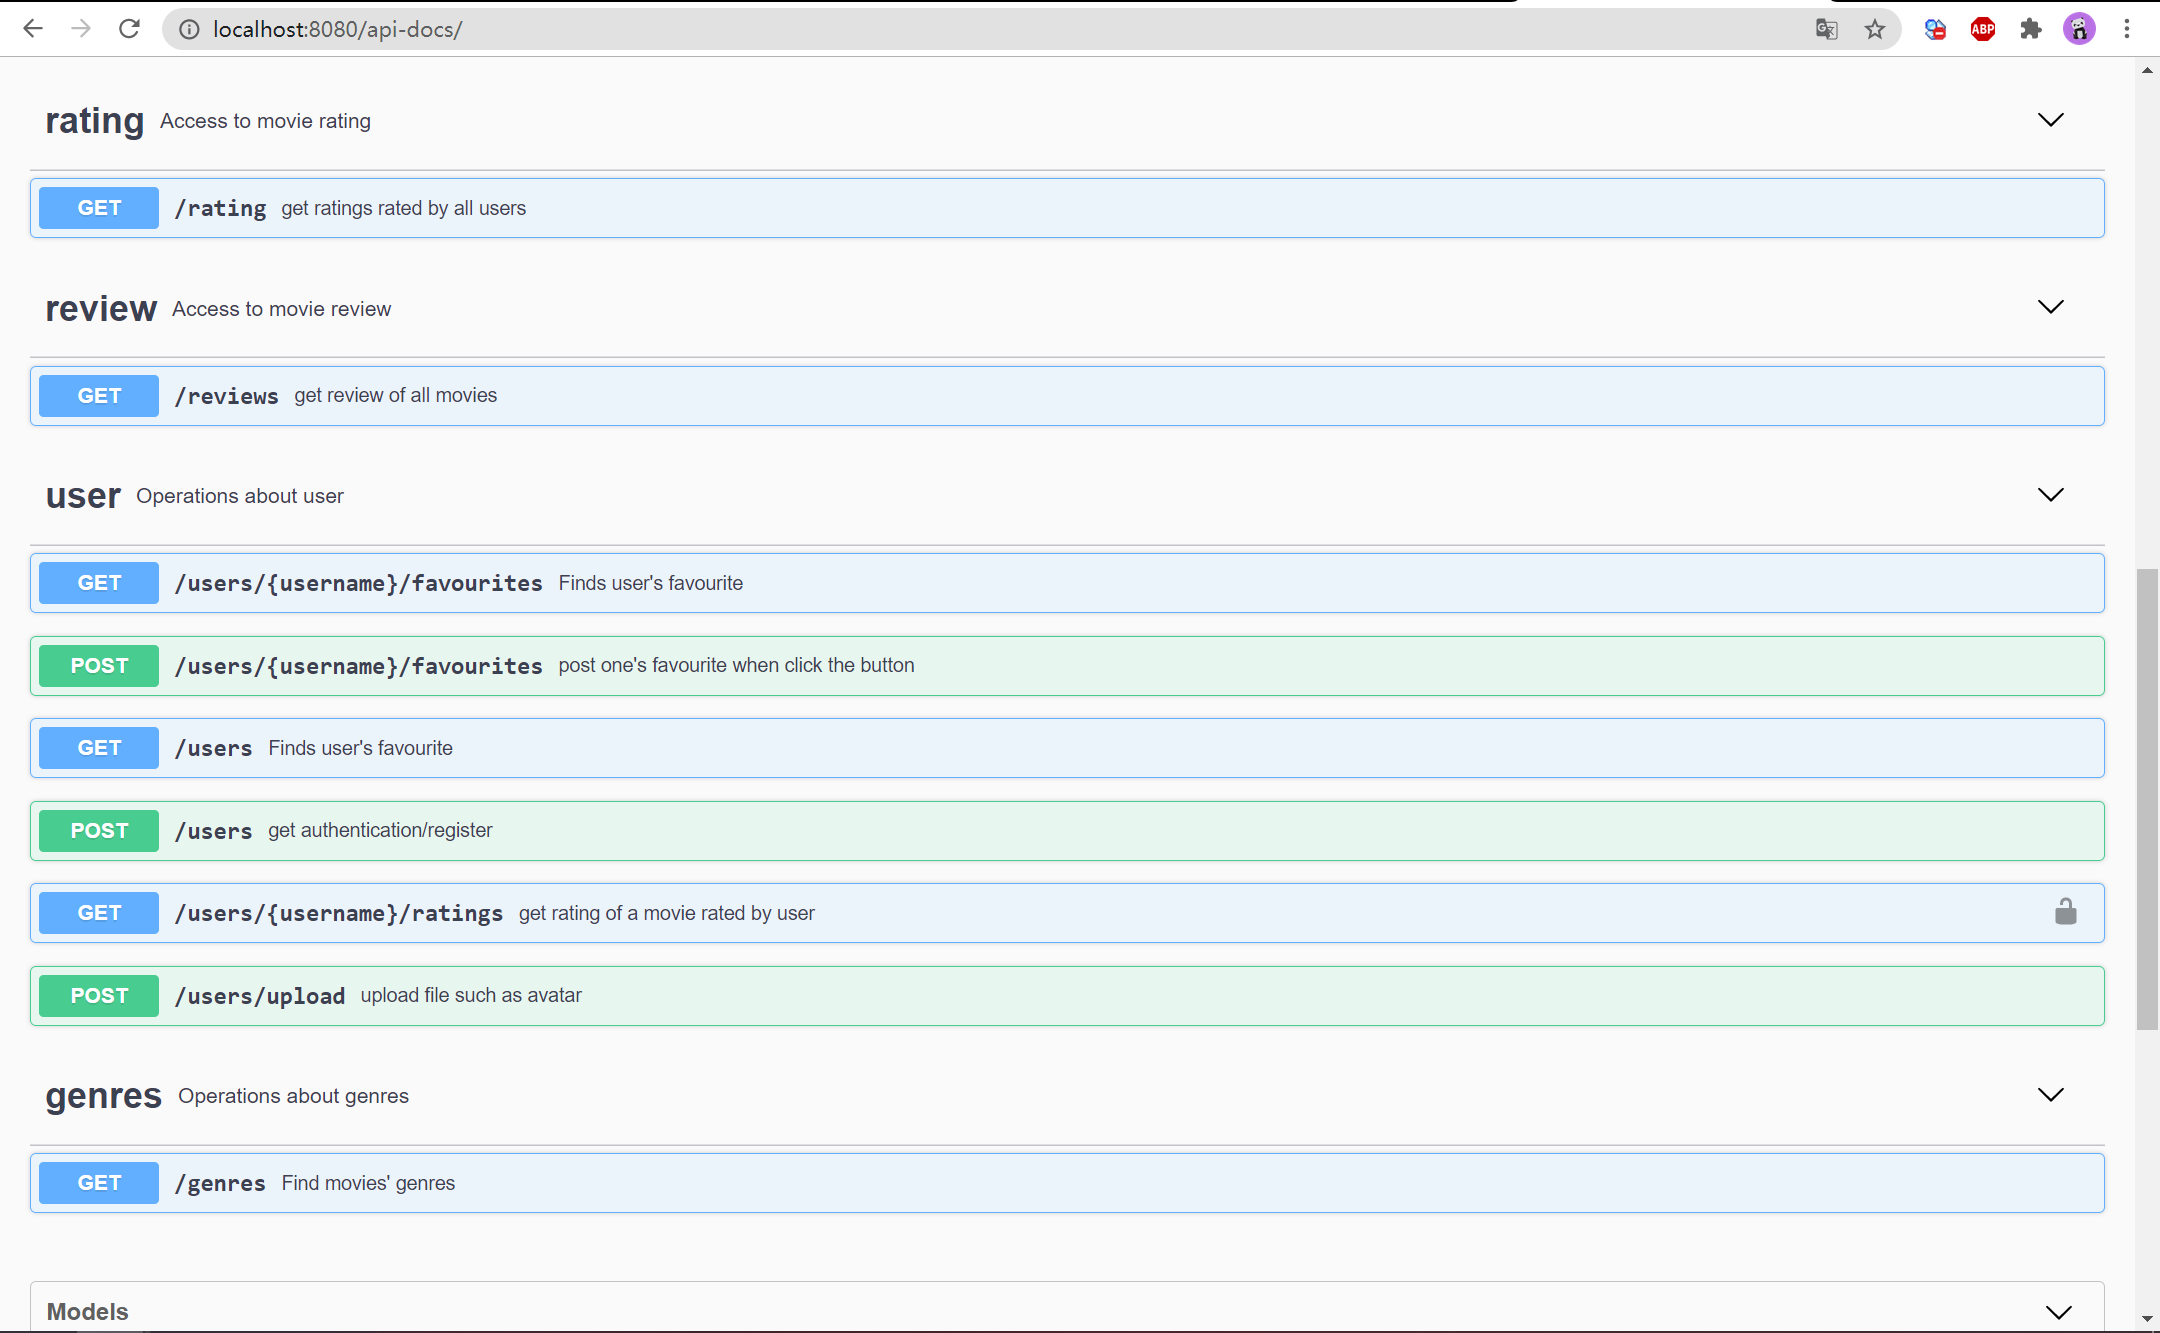 localhost:8080/api-docs/
ABP
rating Access to movie rating
GET /rating get ratings rated by all users
review Access to movie review
GET /reviews get review of all movies
user Operations about user
GET /users/{username}/favourites Finds user's favourite
POST /users/{username}/favourites post one's favourite when click the button
GET /users Finds user's favourite
POST /users get authentication/register
GET /users/{username}/ratings get rating of a movie rated by user
POST /users/upload upload file such as avatar
genres Operations about genres
GET /genres Find movies' genres
Models